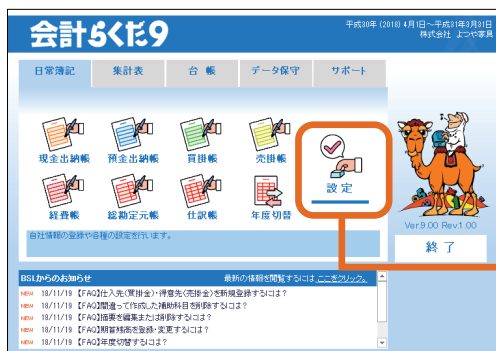 会計らくだ9
平成30年 (2018) 4月1日～平成31年3月31日
株式会社 よつや家具
日常簿記
集計表
台 帳
データ保守
サポート
現金出納帳
預金出納帳
買掛帳
売掛帳
設 定
経費帳
総勘定元帳
仕訳帳
年度切替
自社情報の登録や各種の設定を行います。
Ver.9.00 Rev1.00
終 了
BSLからのお知らせ
最新の情報を閲覧するには ここをクリック。
NEW 18/11/19 【FAQ】仕入先(買掛金)・得意先(売掛金)を新規登録するには？
NEW 18/11/19 【FAQ】間違って作成した補助科目を削除するには？
NEW 18/11/19 【FAQ】摘要を編集または削除するには？
NEW 18/11/19 【FAQ】期首残高を登録・変更するには？
NEW 18/11/19 【FAQ】年度切替するには？